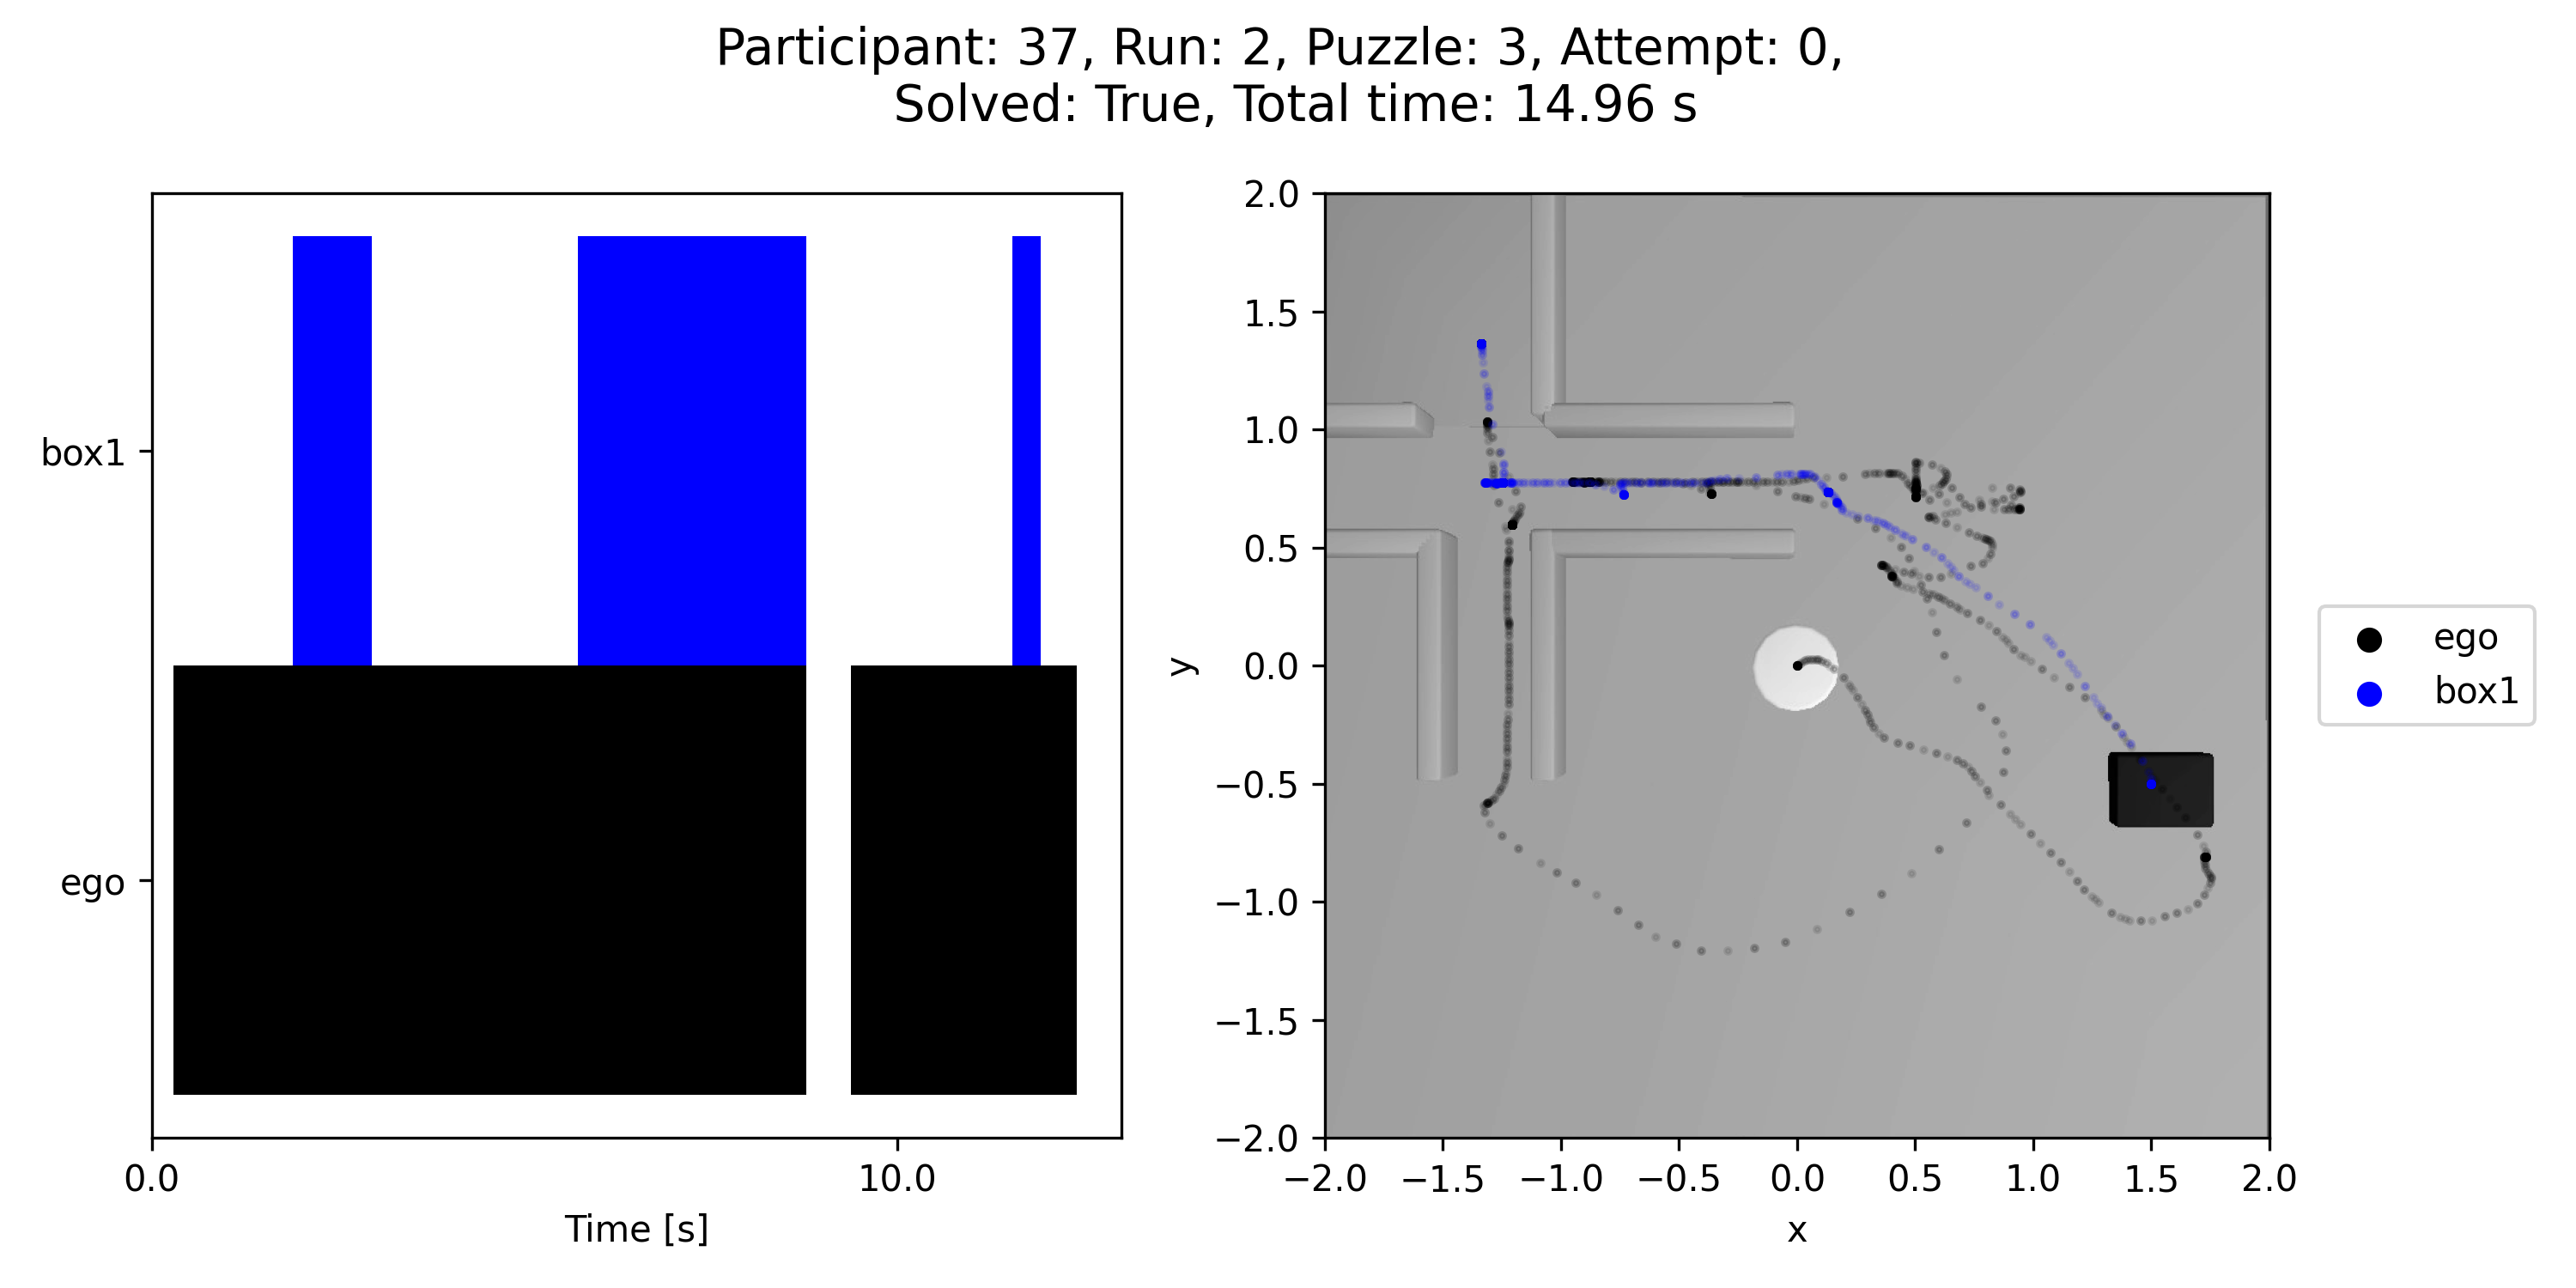 Participant: 37, Run: 2, Puzzle: 3, Attempt: 0,
Solved: True, Total time: 14.96 s
box1
ego
0.0
10.0
Time [s]
2.0
1.5
1.0
0.5
0.0
−0.5
−1.0
−1.5
−2.0
y
−2.0 −1.5 −1.0 −0.5 0.0 0.5 1.0 1.5 2.0
x
ego
box1